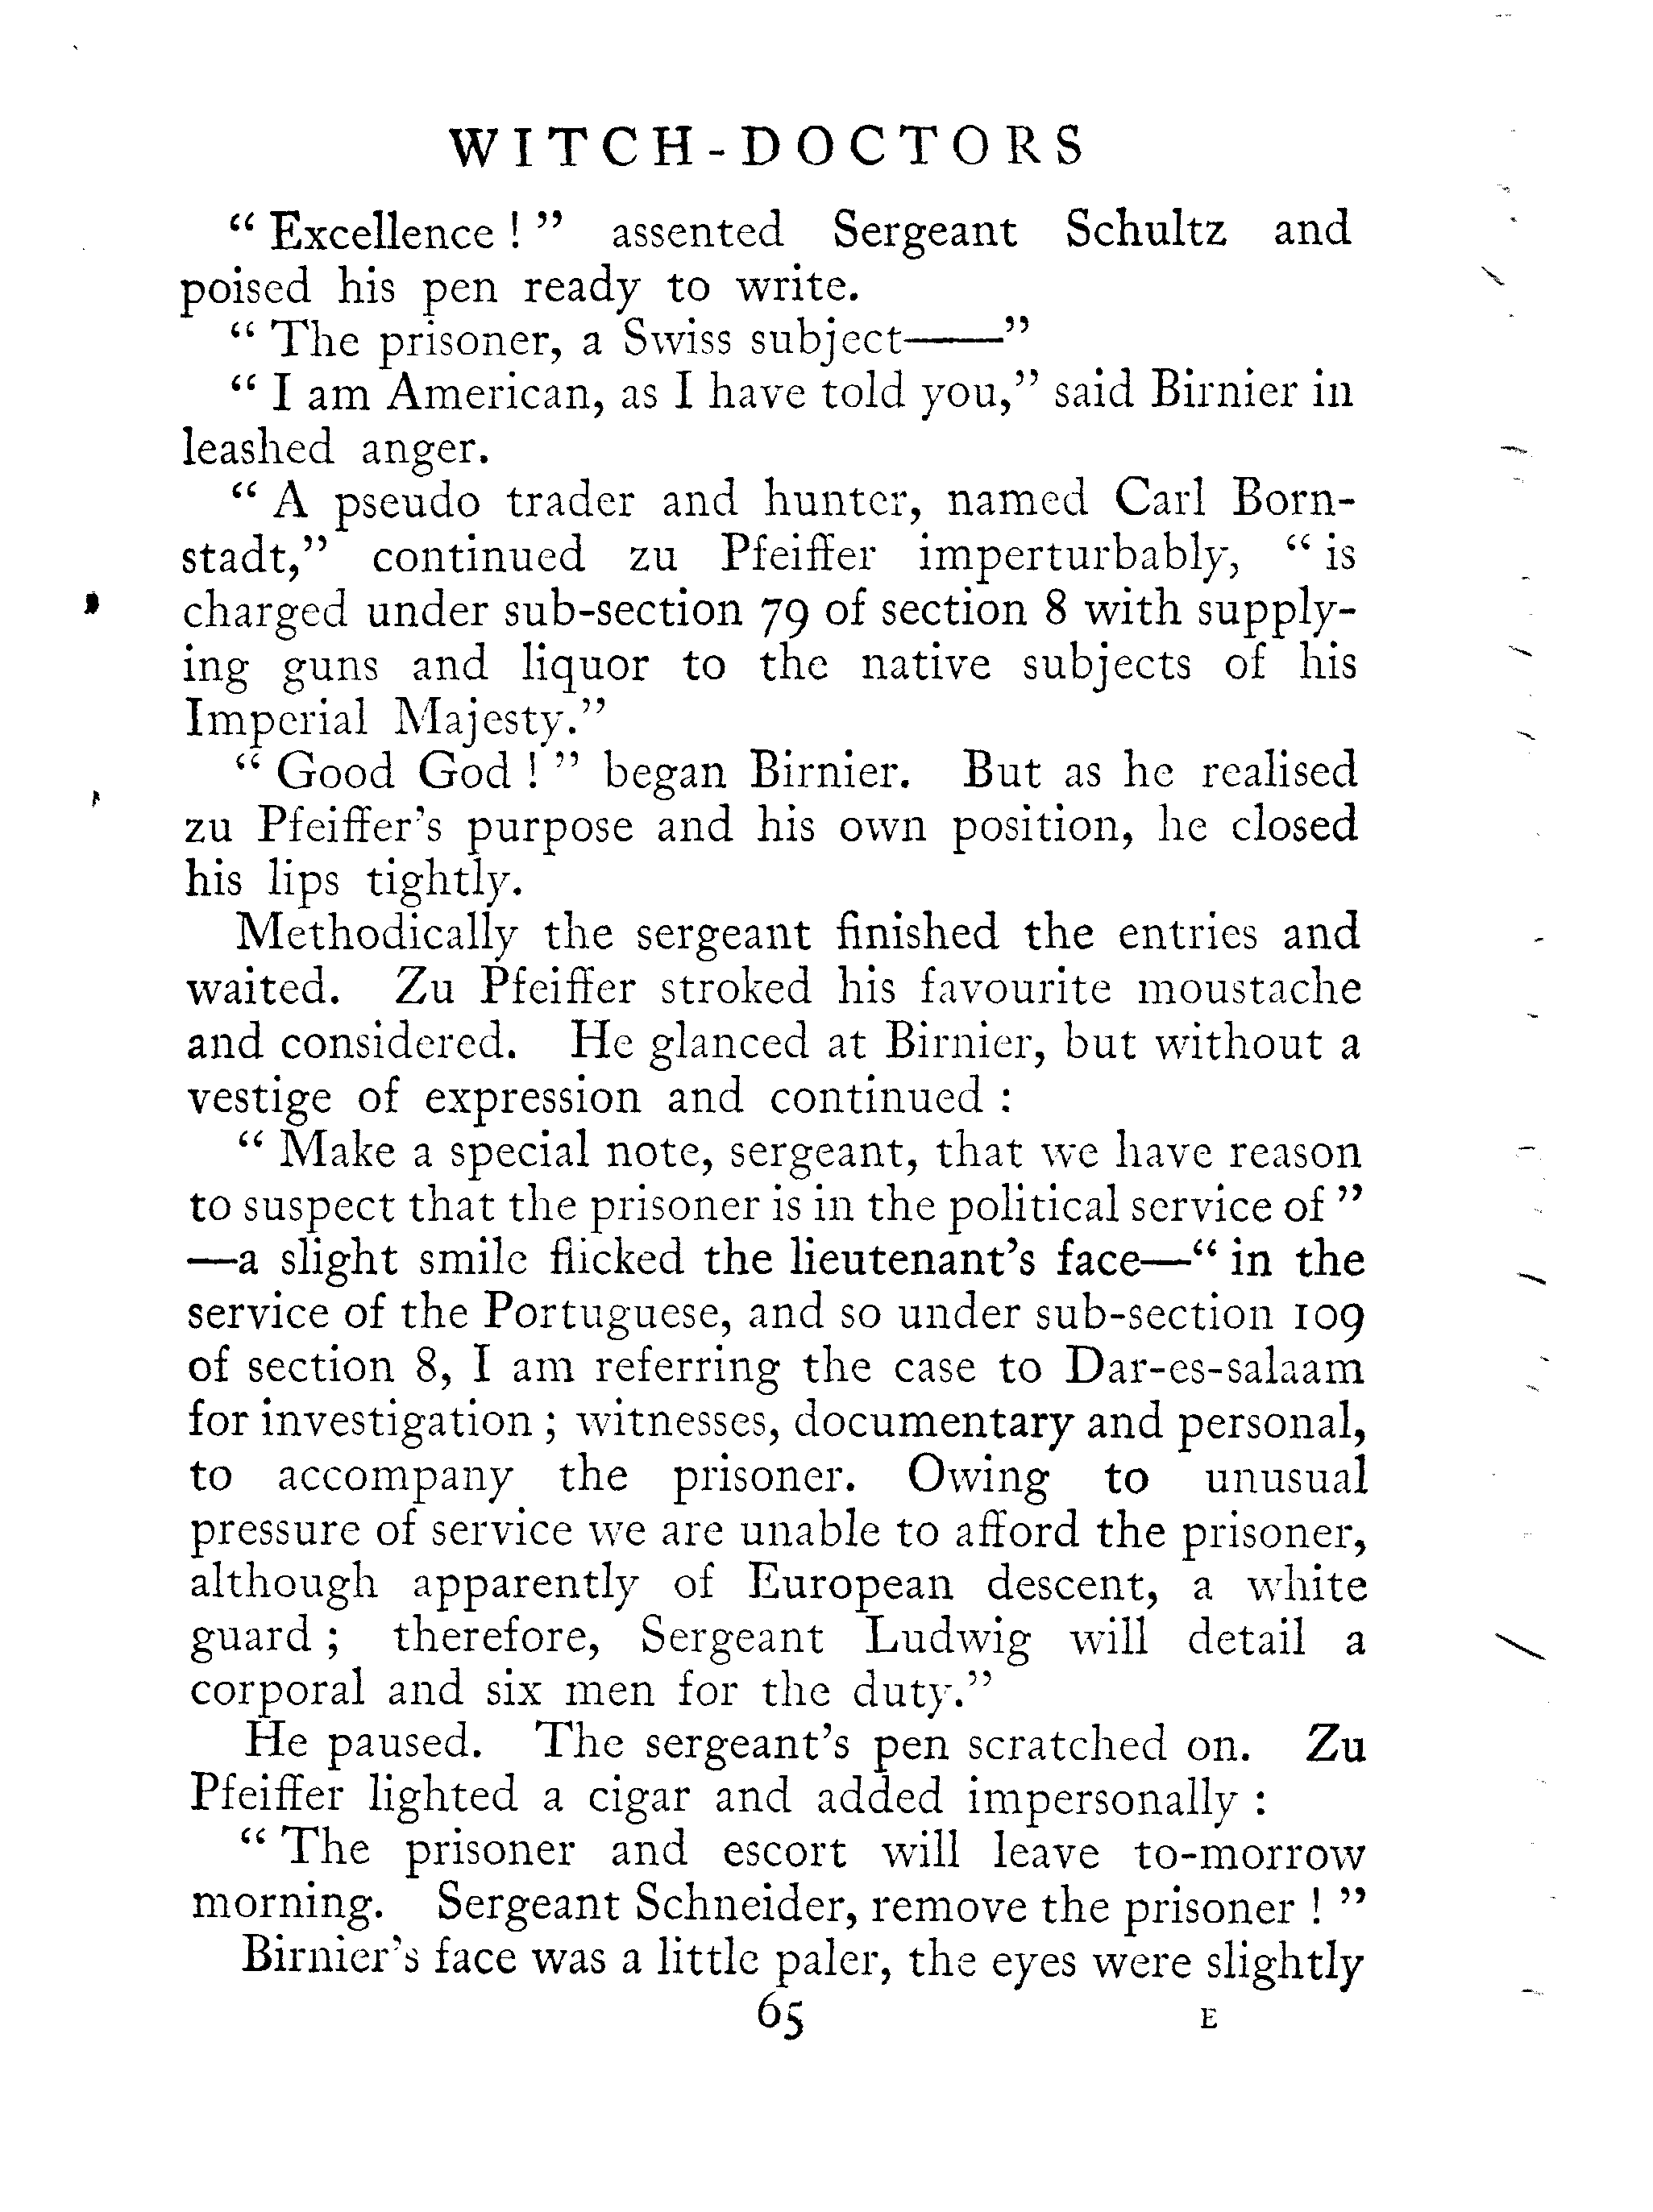 WITCH-DOCTORS
“ Excellence ! ” assented Sergeant Schultz and
poised his pen ready to write.
“ The prisoner, a Swiss subject——”
“ I am American, as I have told you,” said Birnier in
leashed anger.
“ A pseudo trader and hunter, named Carl Born-
stadt,” continued zu Pfeiffer imperturbably, “ is
charged under sub-section 79 of section 8 with supply-
ing guns and liquor to the native subjects of his
Imperial Majesty.”
“ Good God ! ” began Birnier. But as he realised
zu Pfeiffer’s purpose and his own position, he closed
his lips tightly.
Methodically the sergeant finished the entries and
waited. Zu Pfeiffer stroked his favourite moustache
and considered. He glanced at Birnier, but without a
vestige of expression and continued :
“ Make a special note, sergeant, that we have reason
to suspect that the prisoner is in the political service of ”
—a slight smile flicked the lieutenant’s face—“ in the
service of the Portuguese, and so under sub-section 109
of section 8, I am referring the case to Dar-es-salaam
for investigation ; witnesses, documentary and personal,
to accompany the prisoner. Owing to unusual
pressure of service we are unable to afford the prisoner,
although apparently of European descent, a white
guard ; therefore, Sergeant Ludwig will detail a
corporal and six men for the duty.”
He paused. The sergeant’s pen scratched on. Zu
Pfeiffer lighted a cigar and added impersonally :
“ The prisoner and escort will leave to-morrow
morning. Sergeant Schneider, remove the prisoner ! ”
Birnier’s face was a little paler, the eyes were slightly
65 E